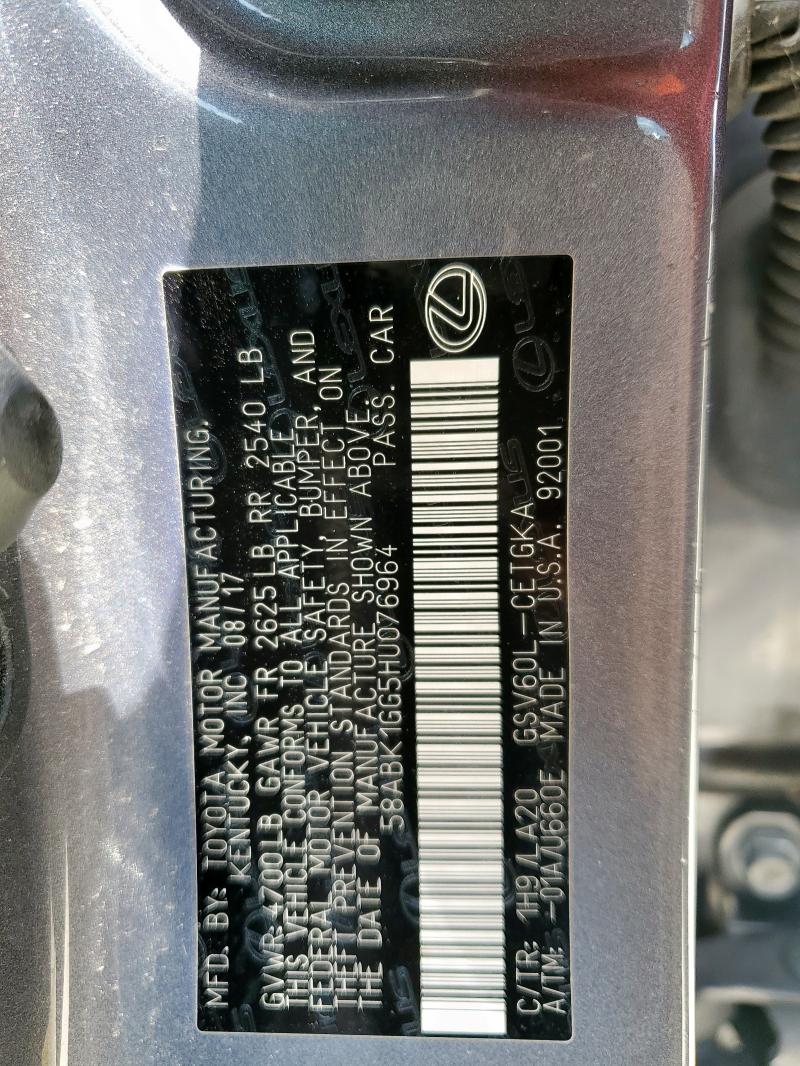 MFD. BY: TOYOTA MOTOR MANUFACTURING,
KENTUCKY, INC 08/17
GVWR:4700LB GAWR FR 2625LB RR 2540 LB
THIS VEHICLE CONFORMS TO ALL APPLICABLE
FEDERAL MOTOR VEHICLE SAFETY, BUMPER, AND
THEFT PREVENTION STANDARDS IN EFFECT ON
THE DATE OF MANUFACTURE SHOWN ABOVE.
58ABK1GG5HU076964 PASS. CAR
C/TR: 1H9/LA20 GSV60L-CETGKA
A/TM: -01A/U660E MADE IN U.S.A. 92001